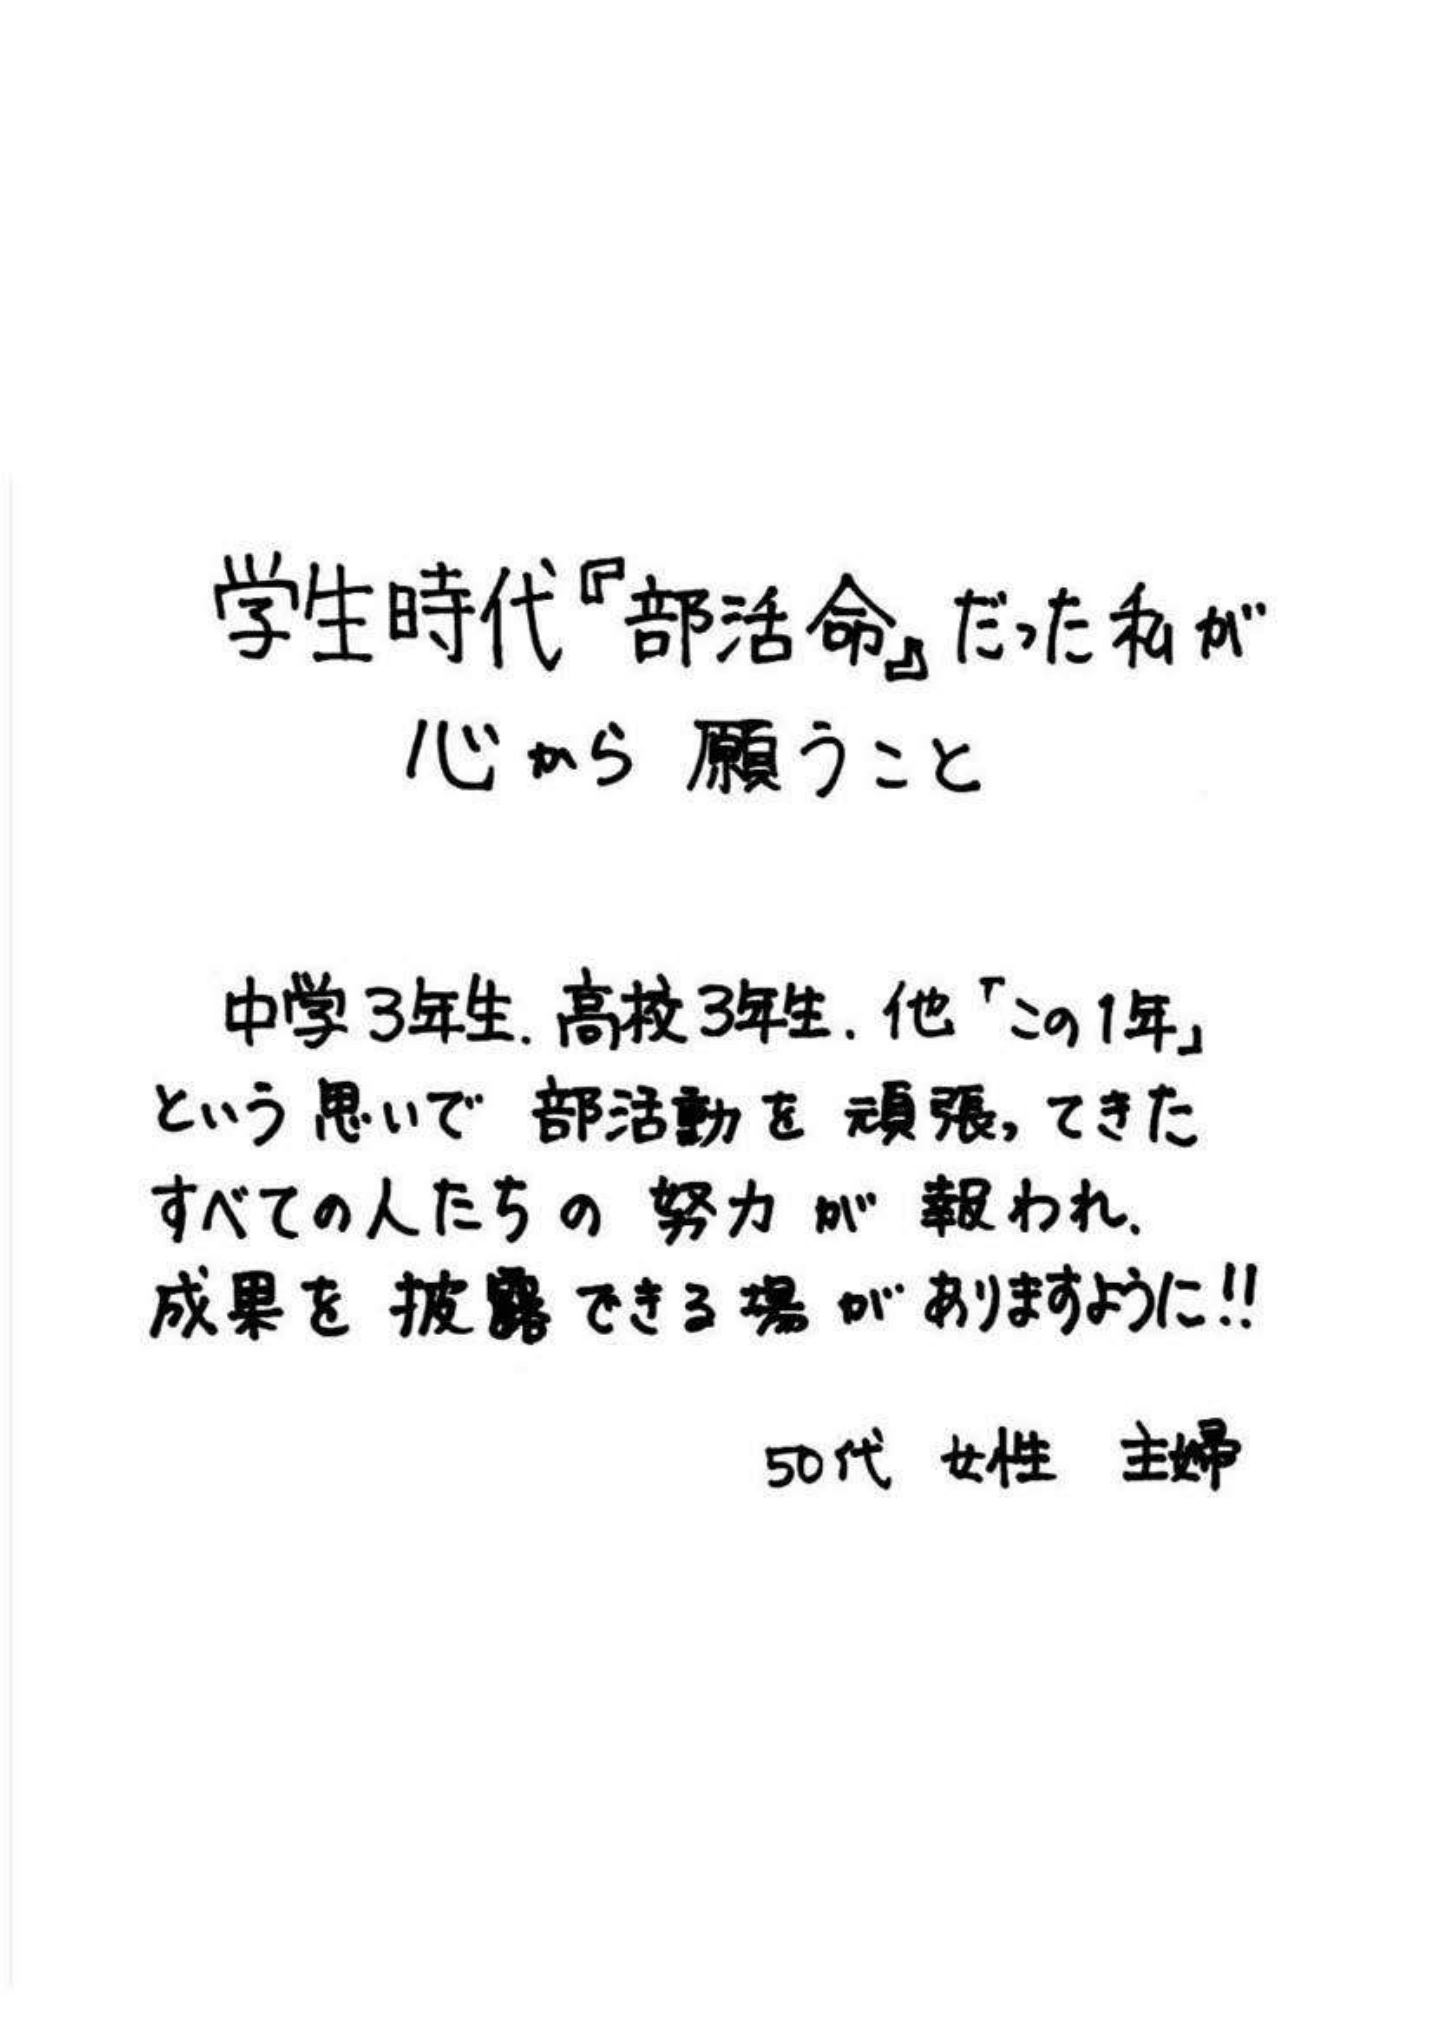 学生時代『部活命』だった私が
心から 願うこと
中学3年生、高校3年生、他「この1年」
という思いで 部活動を 頑張ってきた
すべての人たちの 努力が 報われ、
成果を 披露できる場が ありますように!!
50代 女性 主婦